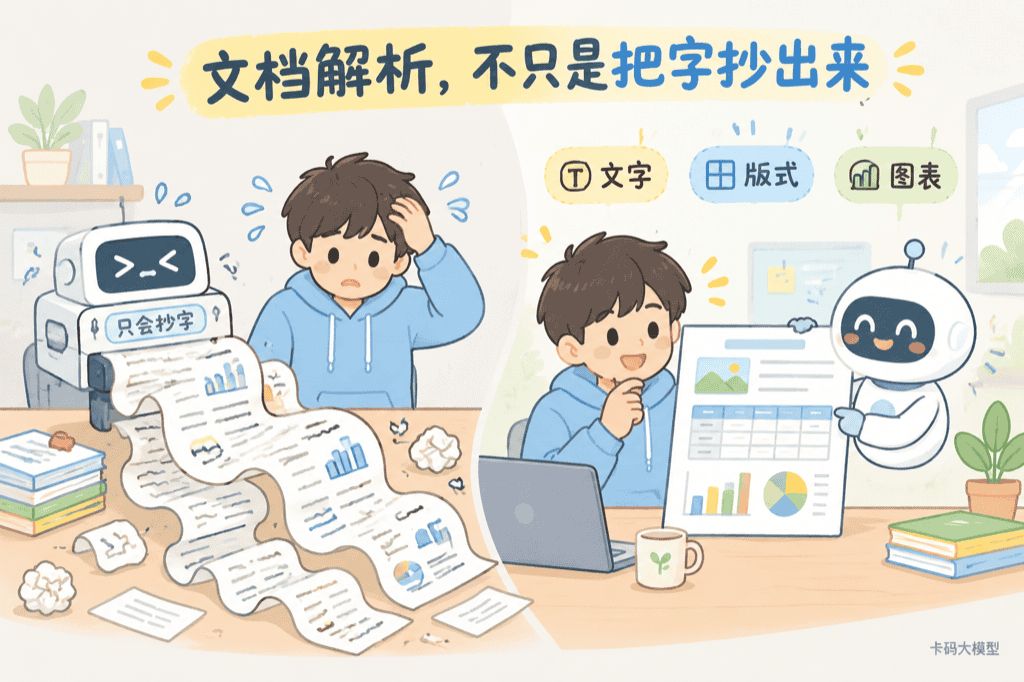 文档解析，不只是把字抄出来
只会抄字
文字
版式
图表
卡码大模型